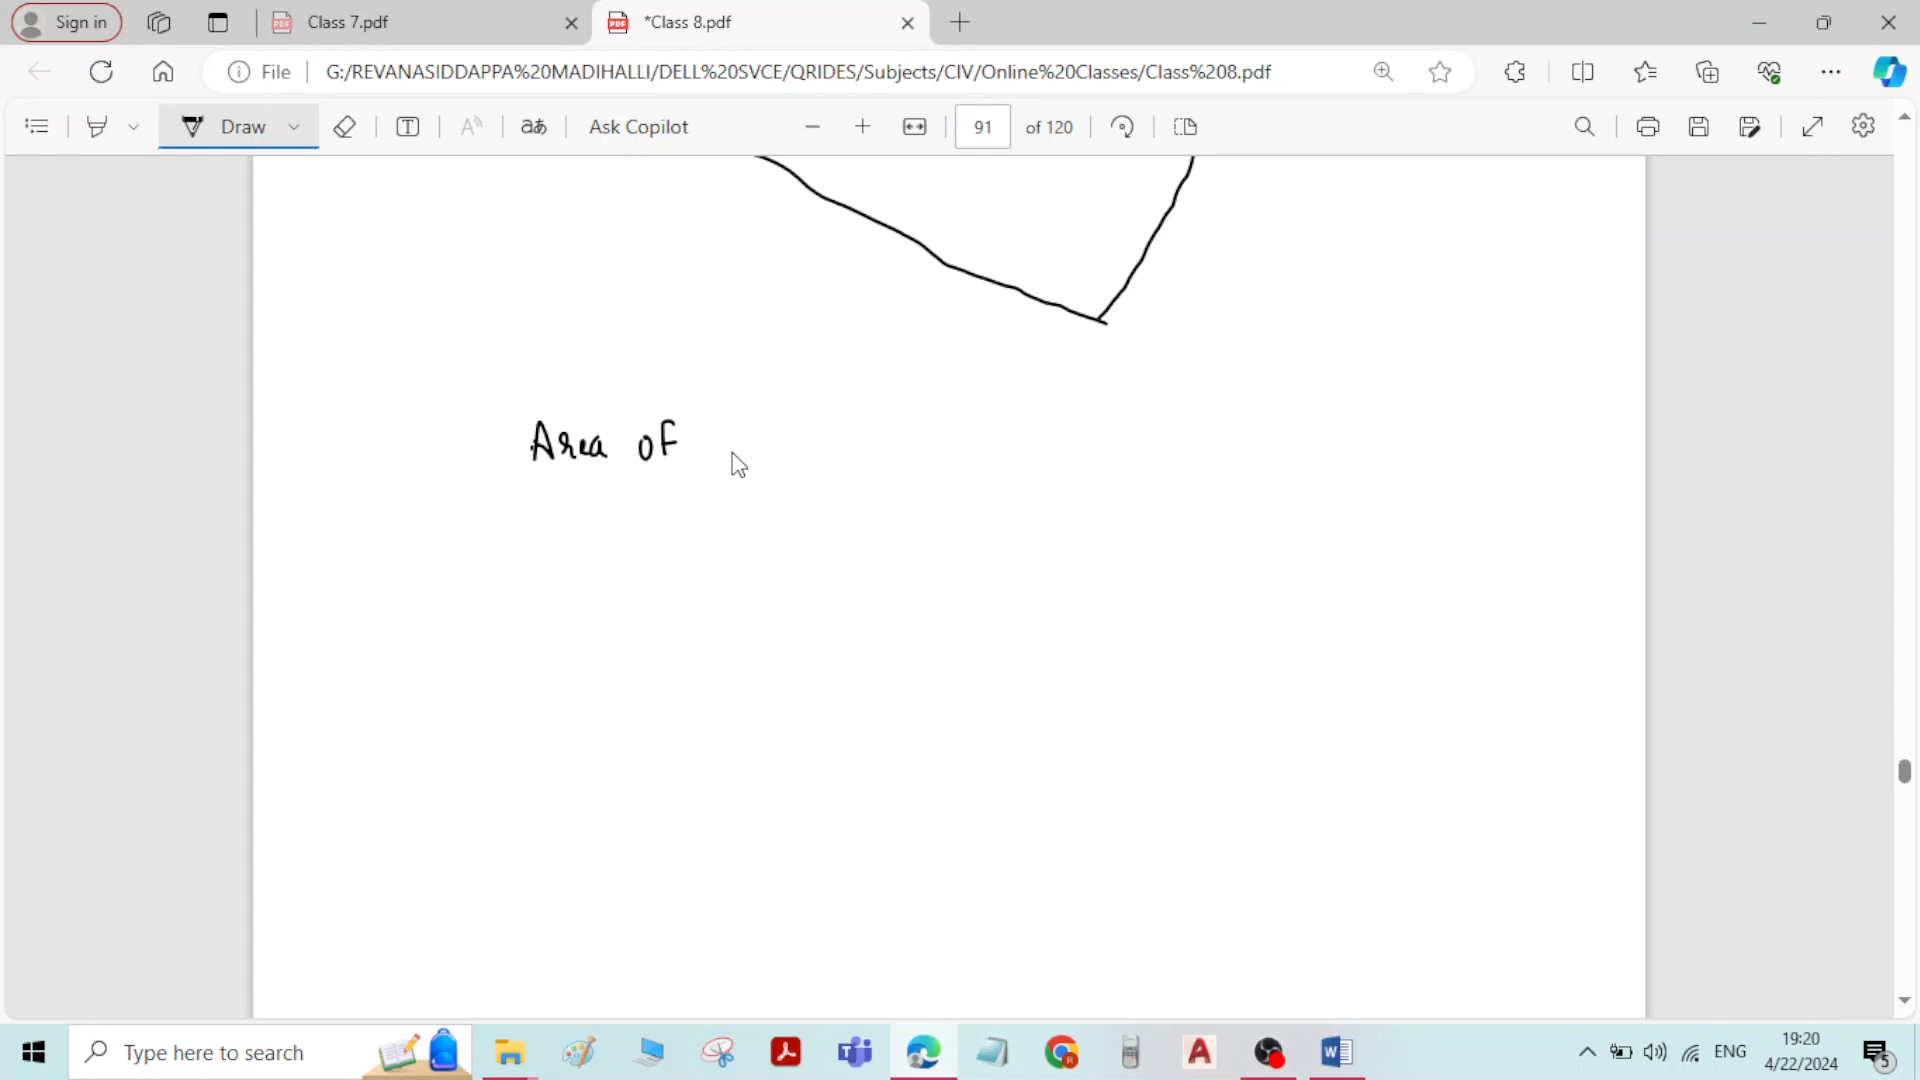 Sign in
Class 7.pdf
*Class 8.pdf
File
G:/REVANASIDDAPPA%20MADIHALLI/DELL%20SVCE/QRIDES/Subjects/CIV/Online%20Classes/Class%208.pdf
Draw
Ask Copilot
91 of 120
Area of
Type here to search
ENG
19:20
4/22/2024
5